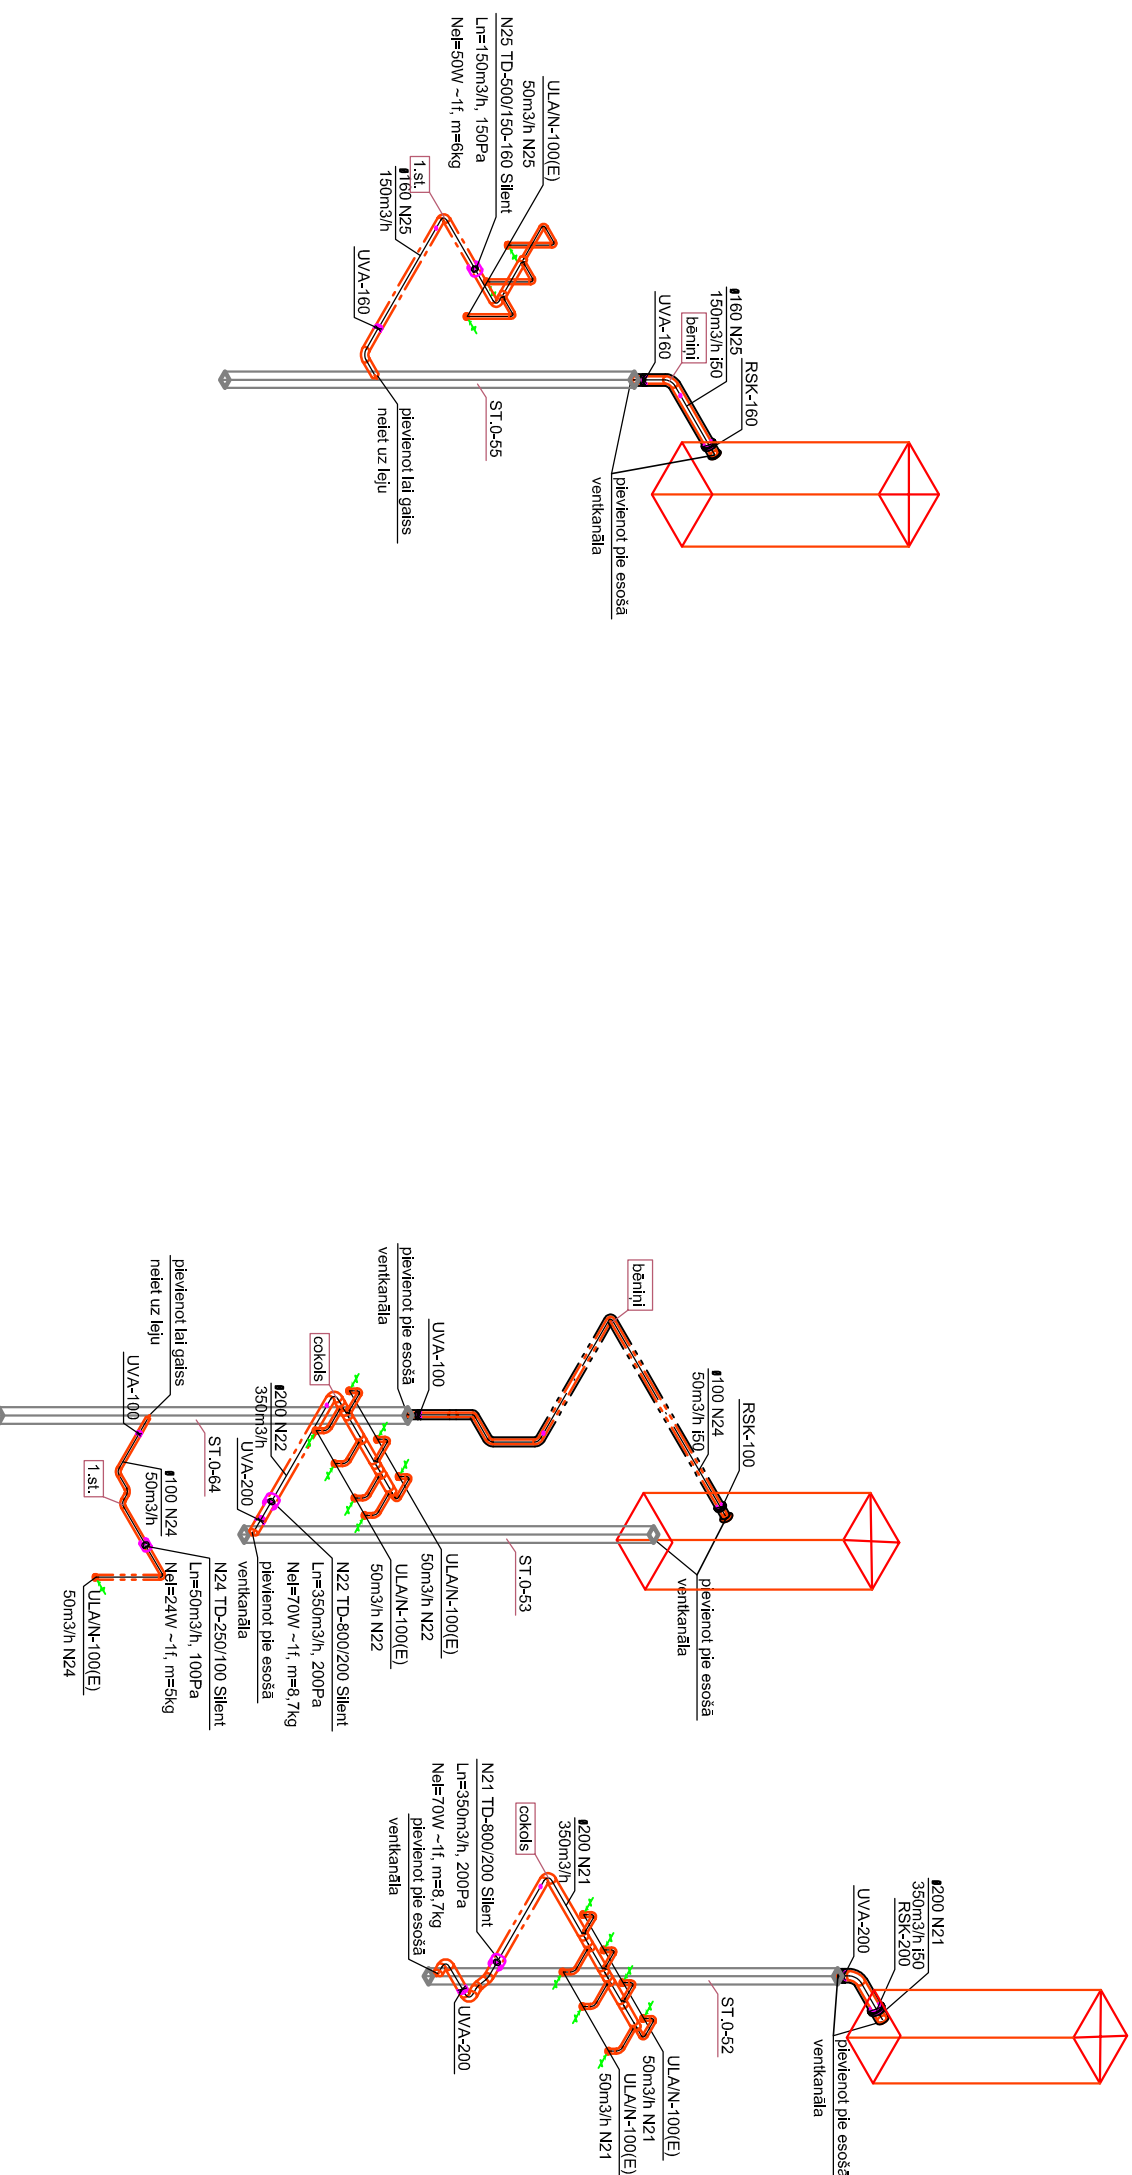 N25 TD-500/150-160 Silent
Ln=150m3/h, 150Pa
Nel=50W ~1f, m=6kg
ULA/N-100(E)
50m3/h N25
1.st.
ø160 N25
150m3/h
UVA-160
pievienot lai gaiss
neiet uz leju
ST.0-55
RSK-160
ø160 N25
150m3/h i50
bēniņi
UVA-160
pievienot pie esošā
ventkanāla
bēniņi
RSK-100
ø100 N24
50m3/h i50
UVA-100
pievienot pie esošā
ventkanāla
pievienot pie esošā
ventkanāla
ST.0-53
cokols
ø200 N22
350m3/h
UVA-200
ULA/N-100(E)
50m3/h N22
ULA/N-100(E)
50m3/h N22
N22 TD-800/200 Silent
Ln=350m3/h, 200Pa
Nel=70W ~1f, m=8,7kg
pievienot pie esošā
ventkanāla
pievienot lai gaiss
neiet uz leju
UVA-100
ST.0-64
1.st.
ø100 N24
50m3/h
N24 TD-250/100 Silent
Ln=50m3/h, 100Pa
Nel=24W ~1f, m=5kg
ULA/N-100(E)
50m3/h N24
ø200 N21
350m3/h i50
RSK-200
UVA-200
pievienot pie esošā
ventkanāla
ST.0-52
ø200 N21
350m3/h
cokols
N21 TD-800/200 Silent
Ln=350m3/h, 200Pa
Nel=70W ~1f, m=8,7kg
pievienot pie esošā
ventkanāla
UVA-200
ULA/N-100(E)
50m3/h N21
ULA/N-100(E)
50m3/h N21